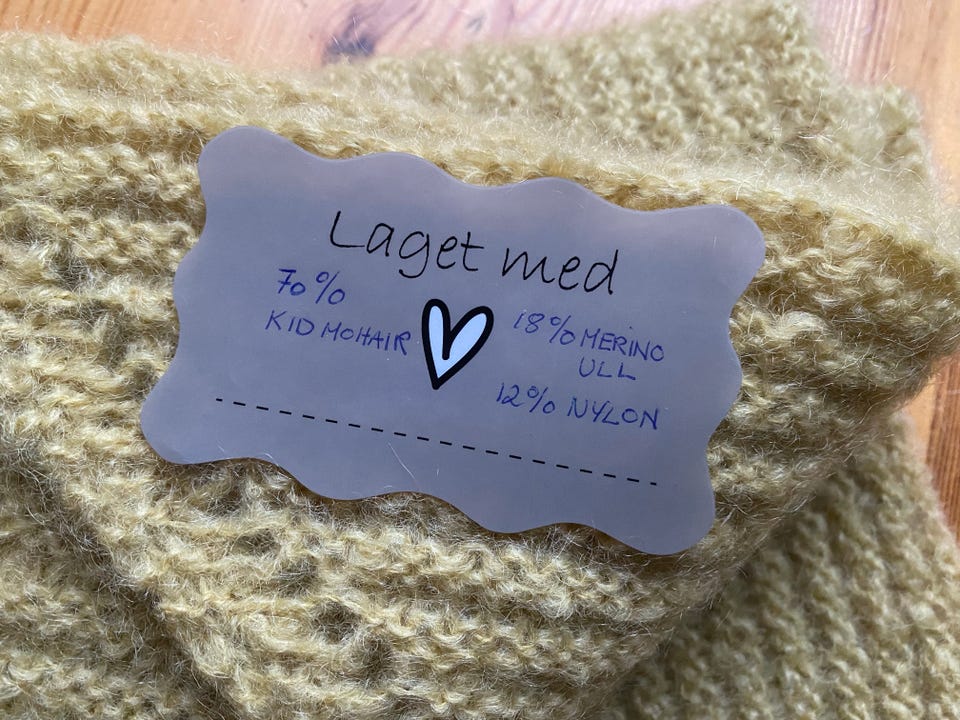 Laget med
70 %
KID MOHAIR
18% MERINO
ULL
12% NYLON